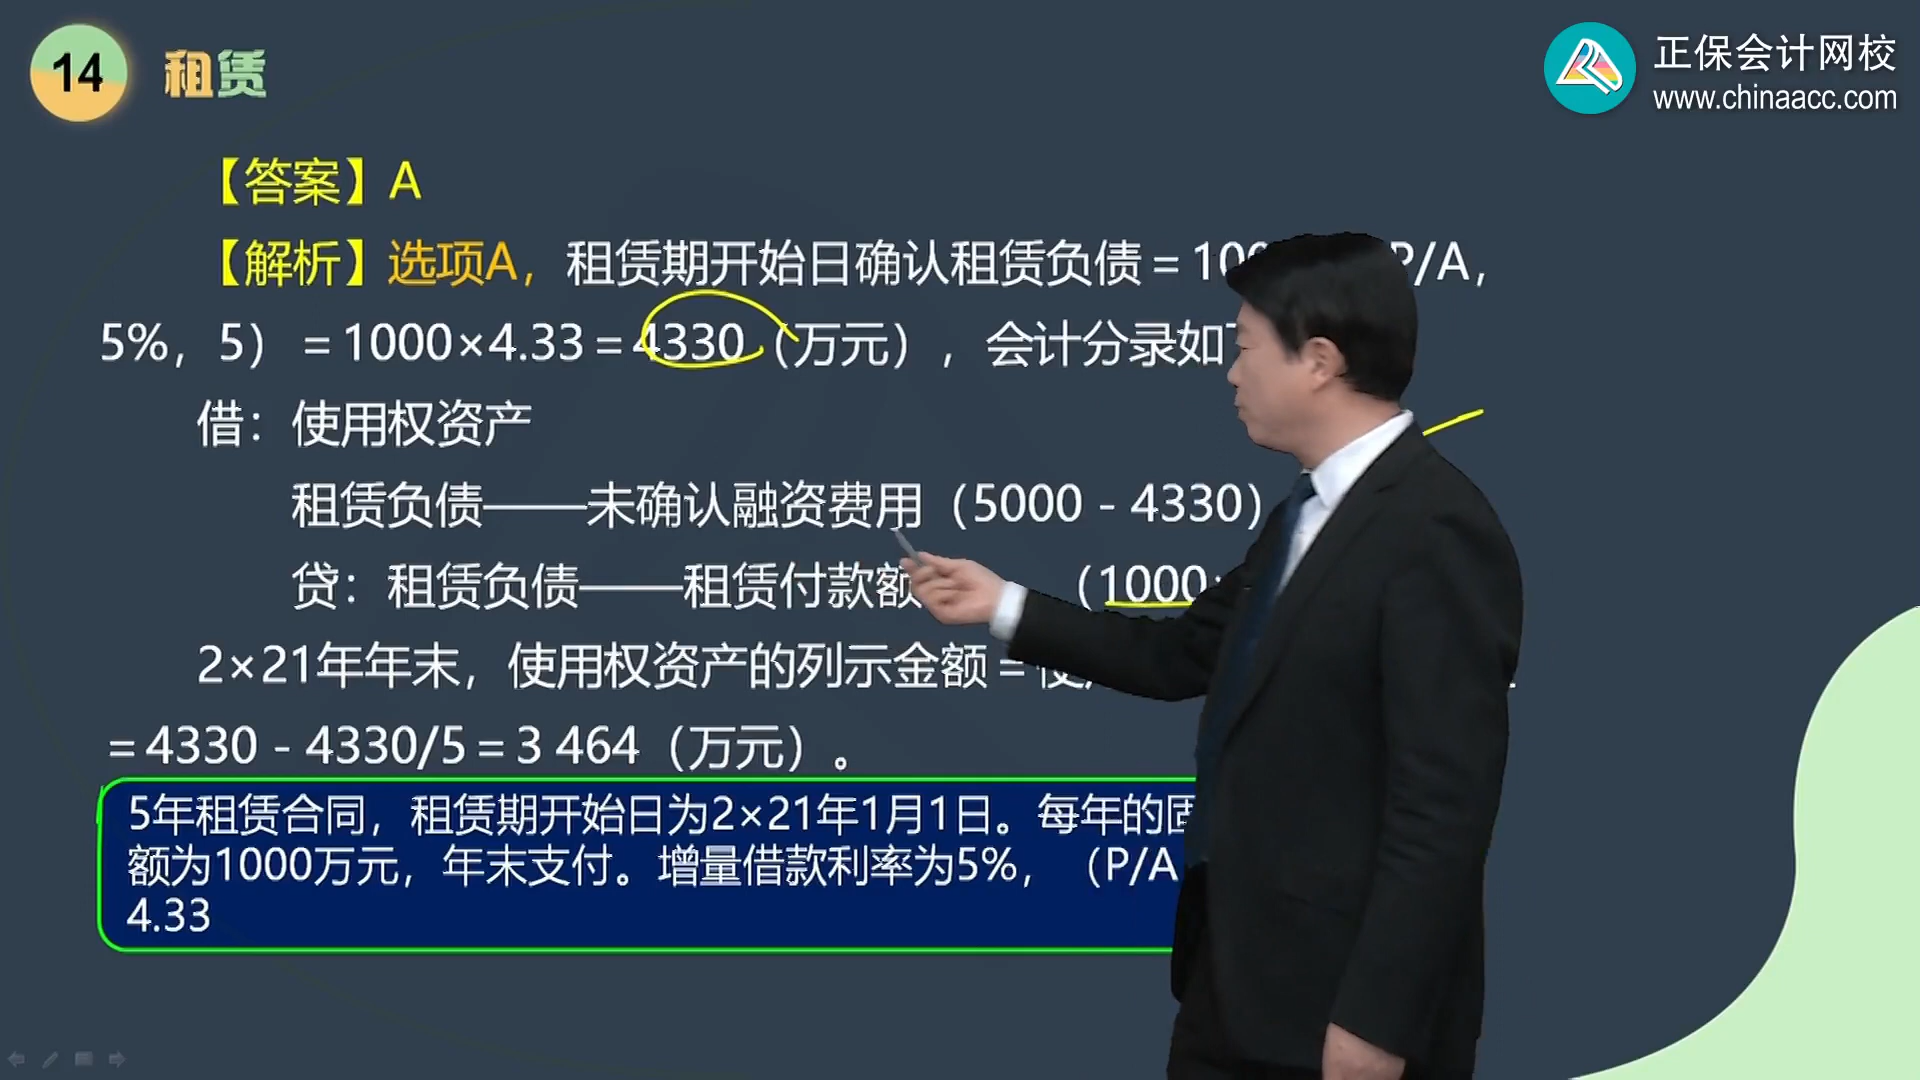 14 租赁
正保会计网校
www.chinaacc.com
【答案】A
【解析】选项A，租赁期开始日确认租赁负债＝10 P/A，
5%，5）＝1000×4.33＝4330（万元），会计分录如
借：使用权资产
租赁负债——未确认融资费用（5000－4330）
贷：租赁负债——租赁付款额 （1000
2×21年年末，使用权资产的列示金额＝使
＝4330－4330/5＝3 464（万元）。
5年租赁合同，租赁期开始日为2×21年1月1日。每年的
额为1000万元，年末支付。增量借款利率为5%，（P/A
4.33